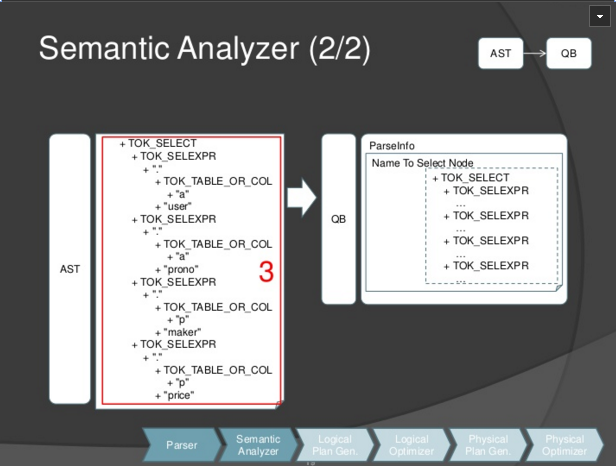 Semantic Analyzer (2/2)
AST
QB
AST
+ TOK_SELECT
+ TOK_SELEXPR
+ "."
+ TOK_TABLE_OR_COL
+ "a"
+ "user"
+ TOK_SELEXPR
+ "."
+ TOK_TABLE_OR_COL
+ "a"
+ "prono"
+ TOK_SELEXPR
+ "."
+ TOK_TABLE_OR_COL
+ "p"
+ "maker"
+ TOK_SELEXPR
+ "."
+ TOK_TABLE_OR_COL
+ "p"
+ "price"
3
QB
ParseInfo
Name To Select Node
+ TOK_SELECT
+ TOK_SELEXPR
...
+ TOK_SELEXPR
...
+ TOK_SELEXPR
...
+ TOK_SELEXPR
...
Parser
Semantic
Analyzer
Logical
Plan Gen.
Logical
Optimizer
Physical
Plan Gen.
Physical
Optimizer